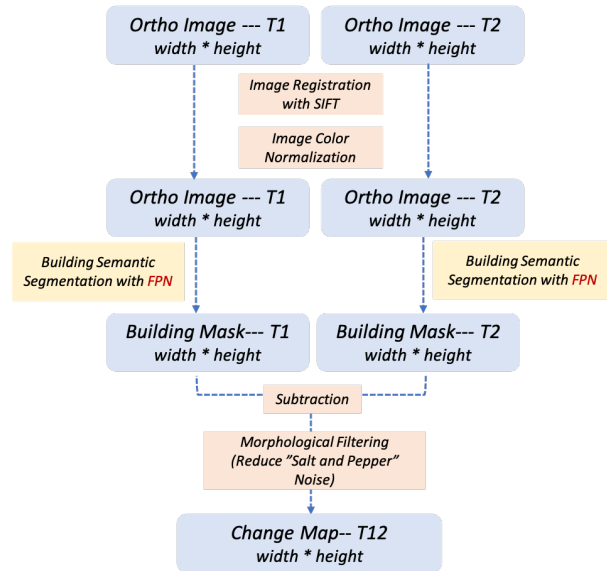 Ortho Image --- T1
width * height
Ortho Image --- T2
width * height
Image Registration
with SIFT
Image Color
Normalization
Ortho Image --- T1
width * height
Ortho Image --- T2
width * height
Building Semantic
Segmentation with FPN
Building Semantic
Segmentation with FPN
Building Mask--- T1
width * height
Building Mask--- T2
width * height
Subtraction
Morphological Filtering
(Reduce ”Salt and Pepper”
Noise)
Change Map-- T12
width * height